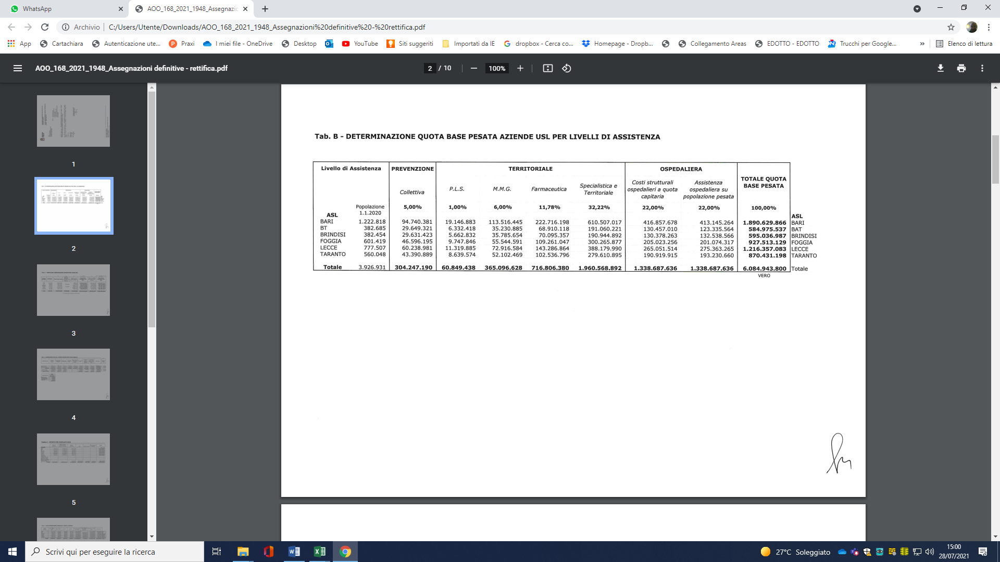 WhatsApp
AOO_168_2021_1948_Assegnazio
Archivio
C:/Users/Utente/Downloads/AOO_168_2021_1948_Assegnazioni%20definitive%20-%20rettifica.pdf
App Cartachiara Autenticazione ute... Praxi I miei file - OneDrive Desktop YouTube Siti suggeriti Importati da IE dropbox - Cerca co... Homepage - Dropb... Collegamento Areas EDOTTO - EDOTTO Trucchi per Google... » Elenco di lettura
AOO_168_2021_1948_Assegnazioni definitive - rettifica.pdf
2 / 10
100%
1
2
3
4
5
Tab. B - DETERMINAZIONE QUOTA BASE PESATA AZIENDE USL PER LIVELLI DI ASSISTENZA
Livello di Assistenza PREVENZIONE TERRITORIALE OSPEDALIERA TOTALE QUOTA BASE PESATA
Collettiva P.L.S. M.M.G. Farmaceutica Specialistica e Territoriale Costi strutturali ospedalieri a quota capitaria Assistenza ospedaliera su popolazione pesata
ASL Popolazione 1.1.2020 5,00% 1,00% 6,00% 11,78% 32,22% 22,00% 22,00% 100,00% ASL
BARI 1.222.818 94.740.381 19.146.883 113.516.445 222.716.198 610.507.017 416.857.678 413.145.264 1.890.629.866 BARI
BT 382.685 29.649.321 6.332.418 35.230.885 68.910.118 191.060.221 130.457.010 123.335.564 584.975.537 BAT
BRINDISI 382.454 29.631.423 5.662.832 35.785.654 70.095.357 190.944.892 130.378.263 132.538.566 595.036.987 BRINDISI
FOGGIA 601.419 46.596.195 9.747.846 55.544.591 109.261.047 300.265.877 205.023.256 201.074.317 927.513.129 FOGGIA
LECCE 777.507 60.238.981 11.319.885 72.916.584 143.286.864 388.179.990 265.051.514 275.363.265 1.216.357.083 LECCE
TARANTO 560.048 43.390.889 8.639.574 52.102.469 102.536.796 279.610.895 190.919.915 193.230.660 870.431.198 TARANTO
Totale 3.926.931 304.247.190 60.849.438 365.096.628 716.806.380 1.960.568.892 1.338.687.636 1.338.687.636 6.084.943.800 Totale
VERO
Scrivi qui per eseguire la ricerca
27°C Soleggiato
15:00
28/07/2021